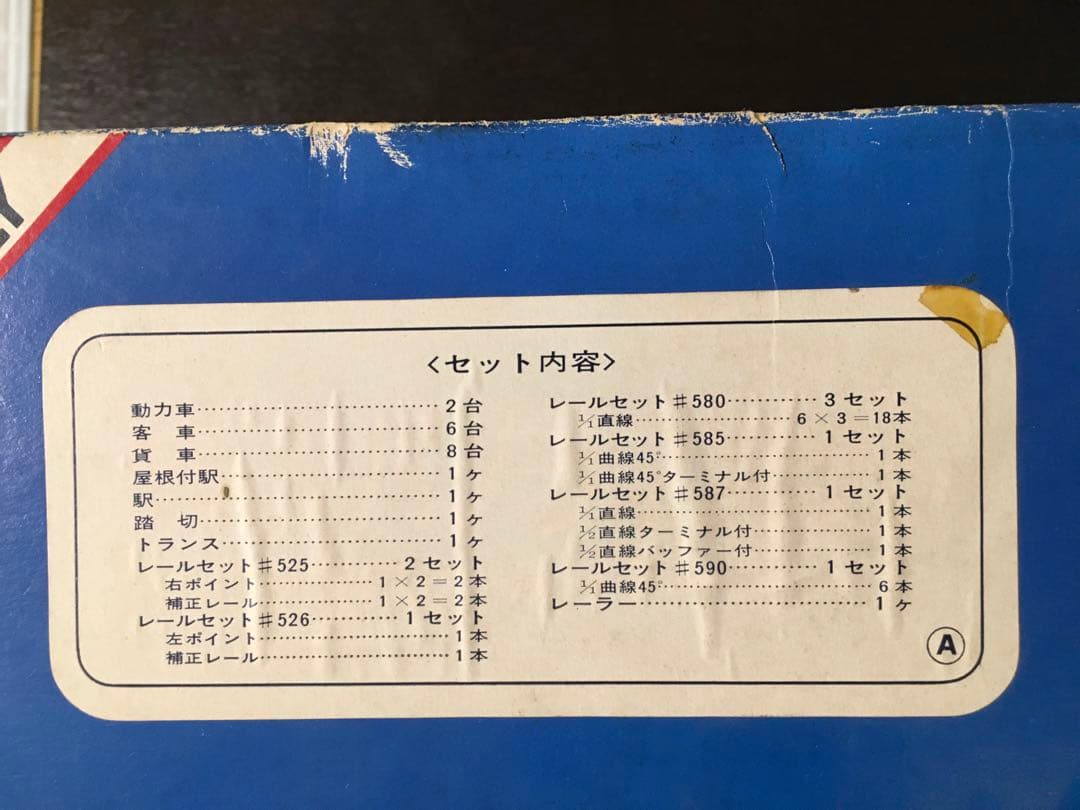 Y
〈セット内容〉
動力車……………………2台
客 車……………………6台
貨 車……………………8台
屋根付駅…………………1ヶ
駅…………………………1ヶ
踏 切……………………1ヶ
トランス…………………1ヶ
レールセット#525…………2セット
右ポイント…………1×2=2本
補正レール…………1×2=2本
レールセット#526…………1セット
左ポイント…………………1本
補正レール…………………1本
レールセット#580…………3セット
1/1直線………………6×3=18本
レールセット#585…………1セット
1/1曲線45°…………………1本
1/1曲線45°ターミナル付……1本
レールセット#587…………1セット
1/1直線……………………1本
1/2直線ターミナル付………1本
1/2直線バッファー付………1本
レールセット#590…………1セット
1/1曲線45°…………………6本
レーラー……………………1ヶ
A